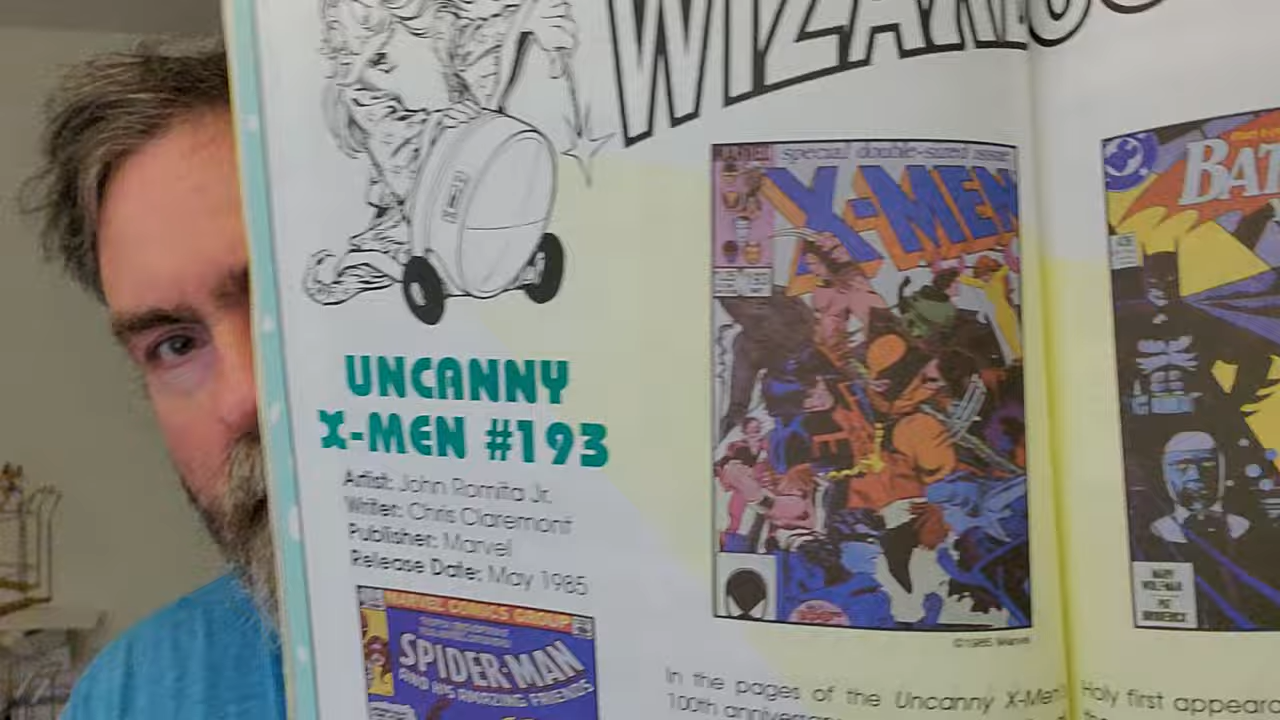 WIZARD
UNCANNY
X-MEN #193
Artist: John Romita Jr.
Writer: Chris Claremont
Publisher: Marvel
Release Date: May 1985
MARVEL COMICS GROUP
SPIDER-MAN
AND HIS AMAZING FRIENDS
MARVEL
special double-sized issue
X-MEN
©1985 Marvel
In the pages of the Uncanny X-Men
100th
BAT
Holy first